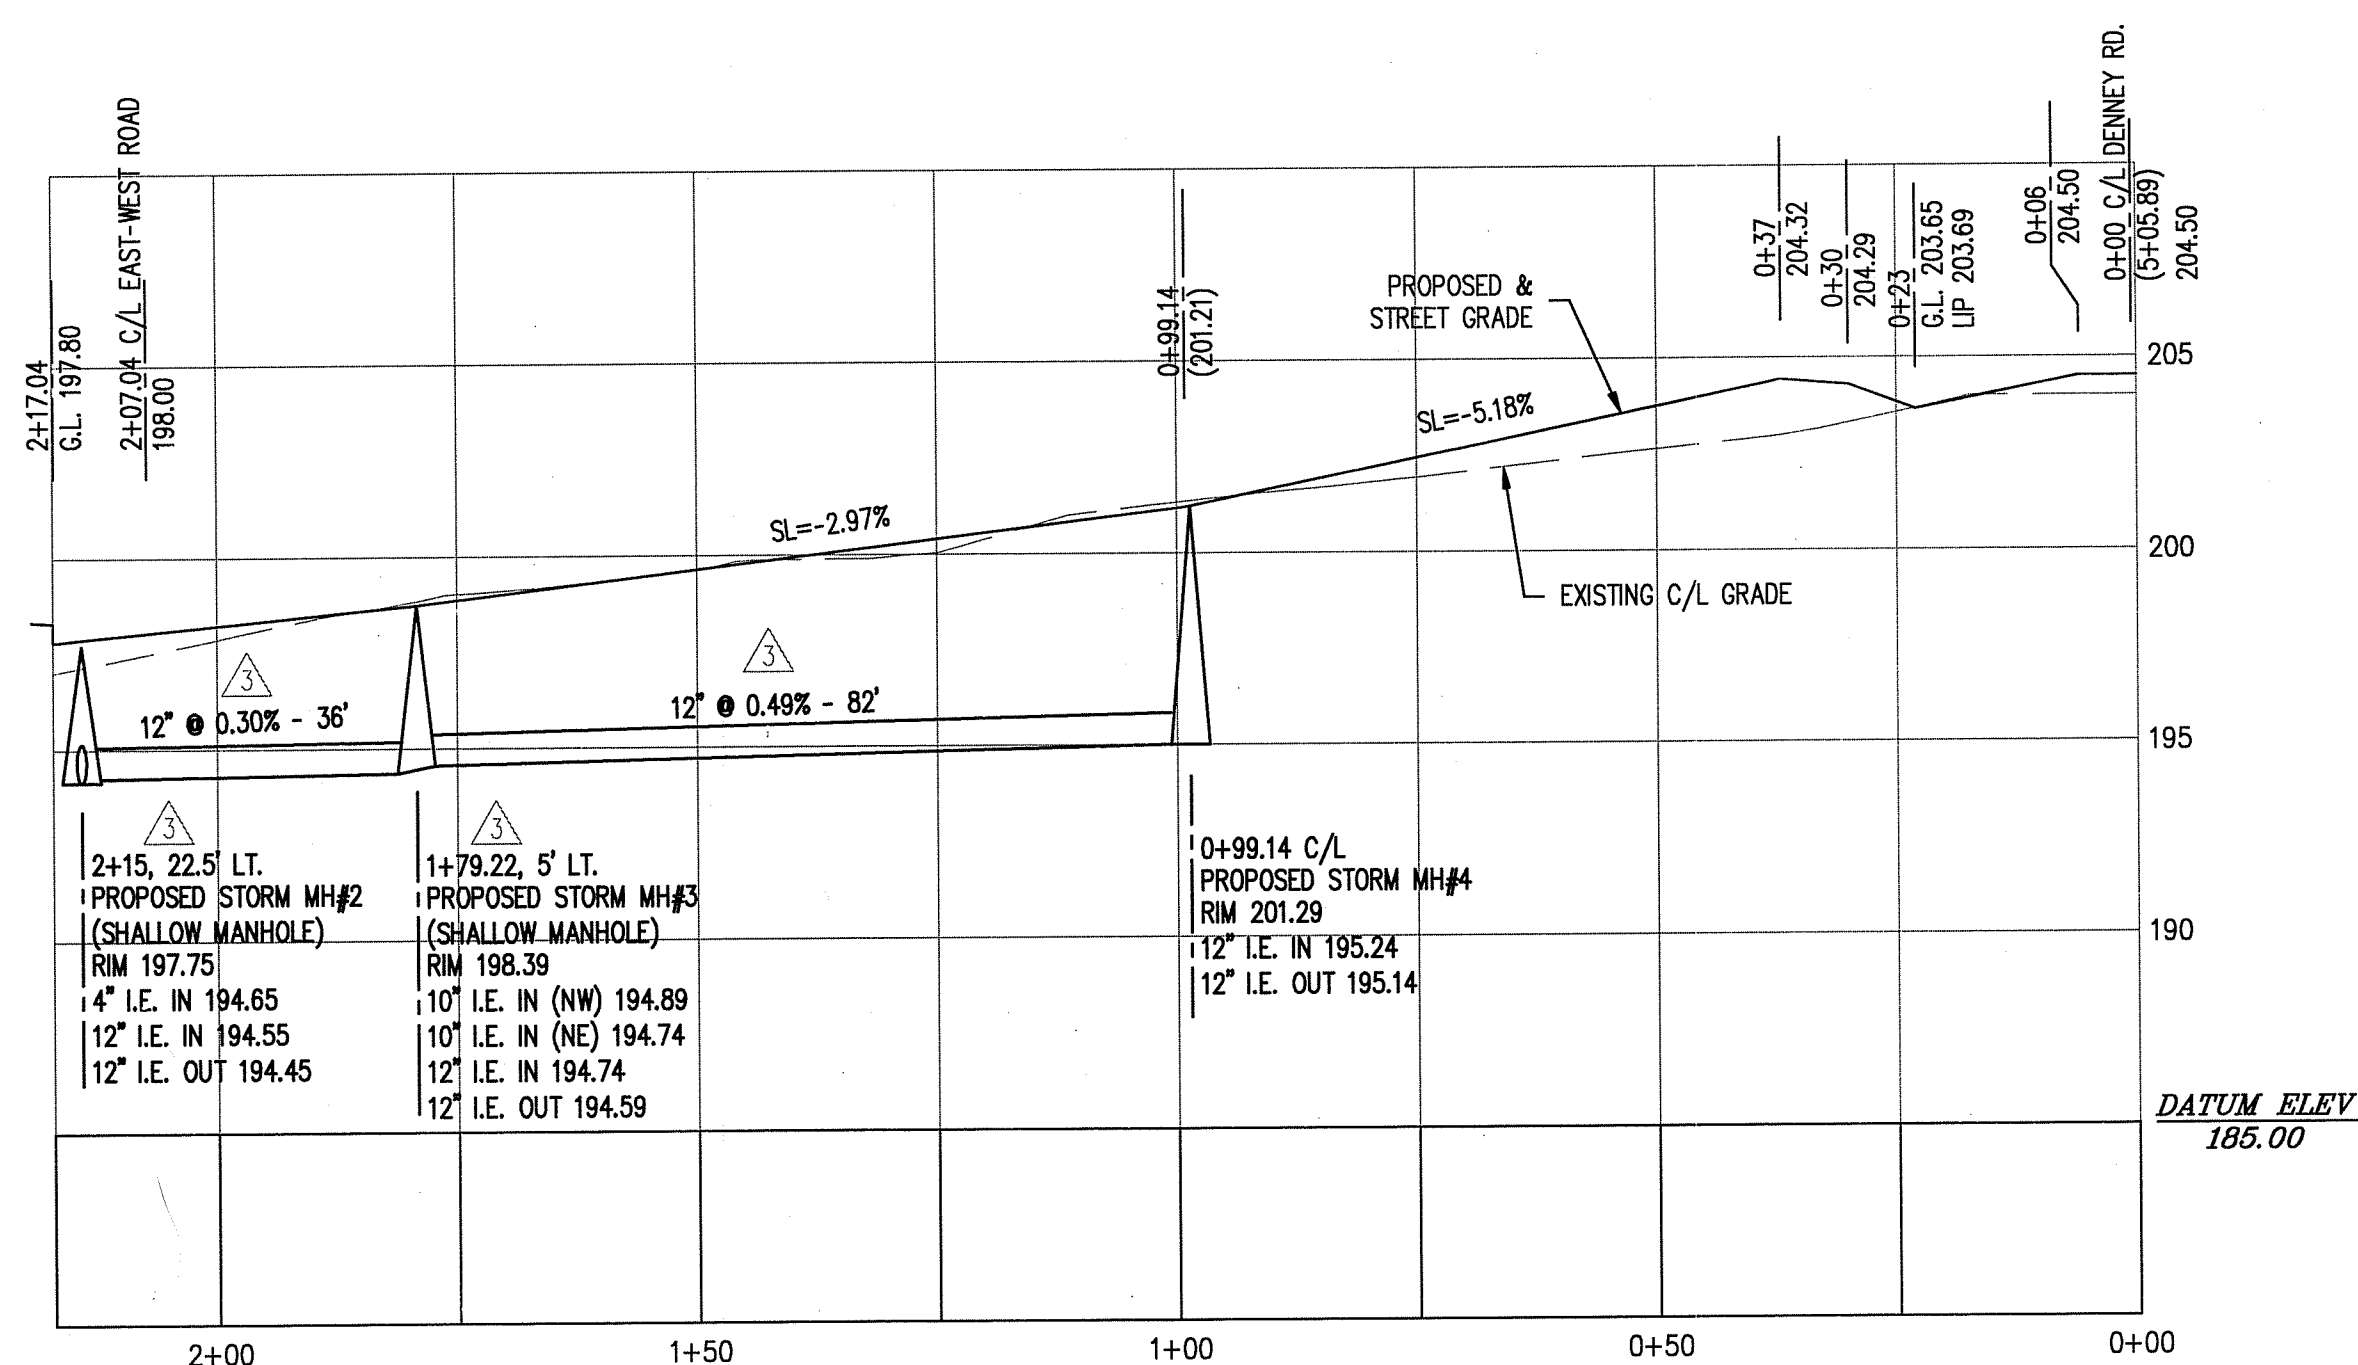 2+17.04
G.L. 197.80
2+07.04 C/L EAST-WEST ROAD
198.00
0+99.14
(201.21)
PROPOSED &
STREET GRADE
0+37
204.32
0+30
204.29
0+23
G.L. 203.65
LIP 203.69
0+06
204.50
0+00 C/L DENNEY RD.
(5+05.89)
204.50
205
SL=-5.18%
SL=-2.97%
200
EXISTING C/L GRADE
3
3
12" @ 0.30% - 36'
12" @ 0.49% - 82'
195
3
2+15, 22.5' LT.
PROPOSED STORM MH#2
(SHALLOW MANHOLE)
RIM 197.75
4" I.E. IN 194.65
12" I.E. IN 194.55
12" I.E. OUT 194.45
3
1+79.22, 5' LT.
PROPOSED STORM MH#3
(SHALLOW MANHOLE)
RIM 198.39
10" I.E. IN (NW) 194.89
10" I.E. IN (NE) 194.74
12" I.E. IN 194.74
12" I.E. OUT 194.59
0+99.14 C/L
PROPOSED STORM MH#4
RIM 201.29
12" I.E. IN 195.24
12" I.E. OUT 195.14
190
DATUM ELEV
185.00
2+00
1+50
1+00
0+50
0+00